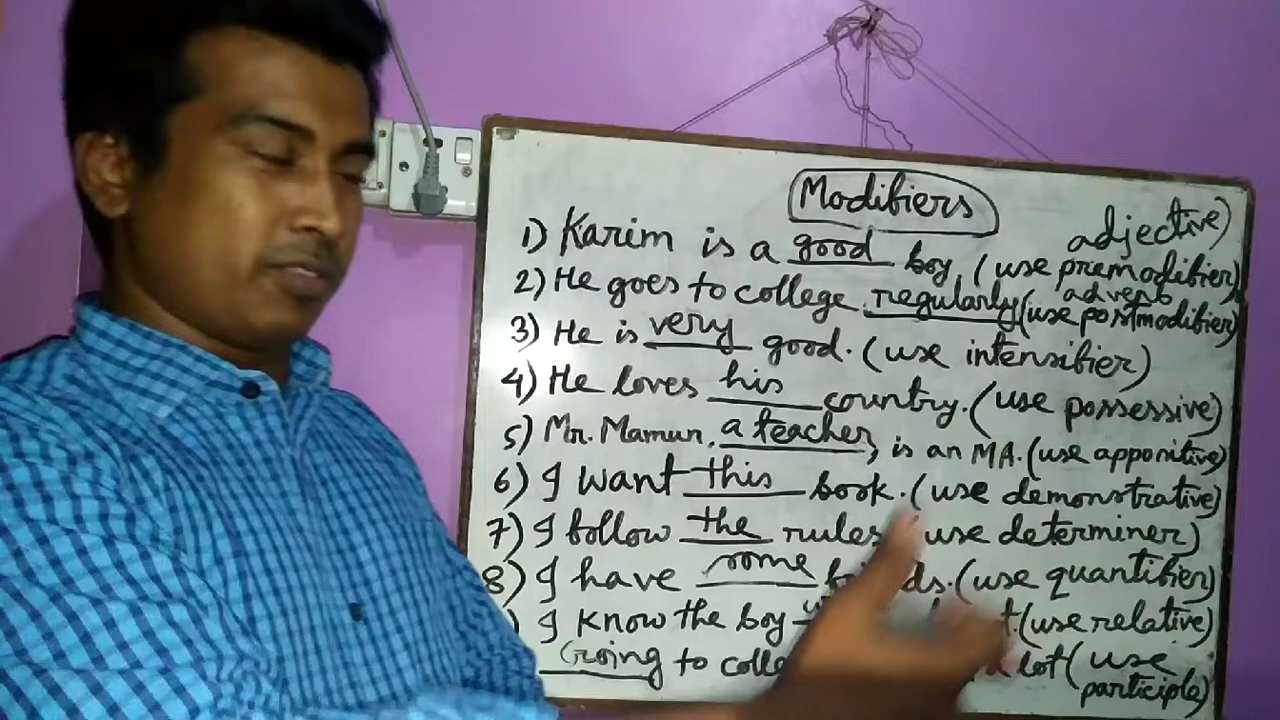 Modifiers
1) Karim is a good boy. (use premodifier) adjective)
2) He goes to college regularly (use postmodifier) adverb
3) He is very good. (use intensifier)
4) He loves his country. (use possessive)
5) Mr. Mamun, a teacher, is an MA. (use appositive)
6) I want this book. (use demonstrative)
7) I follow the rules (use determiner)
8) I have some (use quantifier)
) I know the boy (use relative)
Going to a lot (use participle)